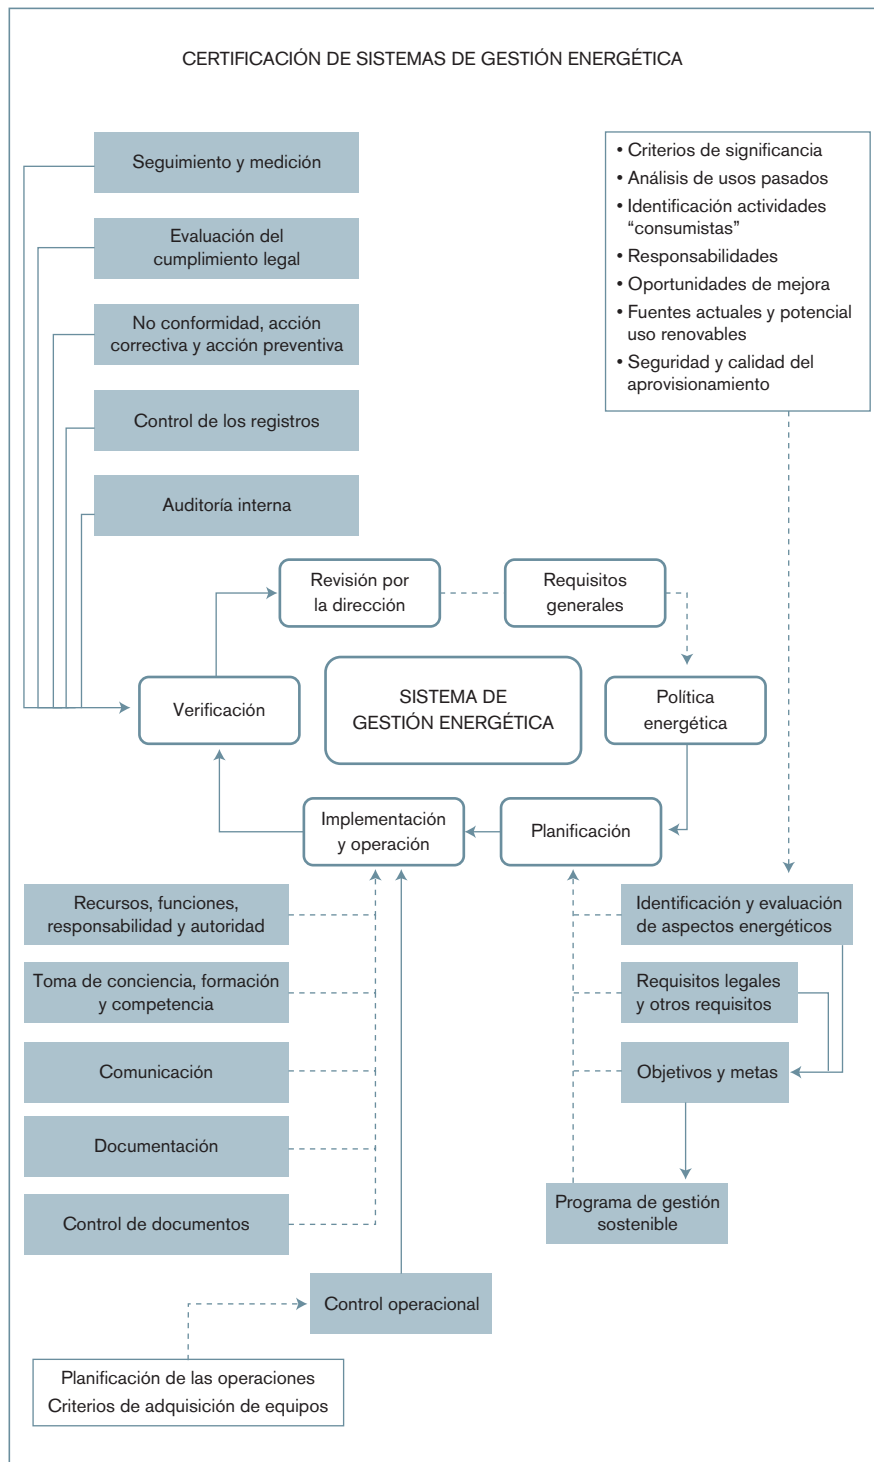 CERTIFICACIÓN DE SISTEMAS DE GESTIÓN ENERGÉTICA
Seguimiento y medición
Evaluación del
cumplimiento legal
No conformidad, acción
correctiva y acción preventiva
Control de los registros
Auditoría interna
• Criterios de significancia
• Análisis de usos pasados
• Identificación actividades
“consumistas”
• Responsabilidades
• Oportunidades de mejora
• Fuentes actuales y potencial
uso renovables
• Seguridad y calidad del
aprovisionamiento
Revisión por
la dirección
Requisitos
generales
Verificación
SISTEMA DE
GESTIÓN ENERGÉTICA
Política
energética
Implementación
y operación
Planificación
Recursos, funciones,
responsabilidad y autoridad
Toma de conciencia, formación
y competencia
Comunicación
Documentación
Control de documentos
Identificación y evaluación
de aspectos energéticos
Requisitos legales
y otros requisitos
Objetivos y metas
Programa de gestión
sostenible
Control operacional
Planificación de las operaciones
Criterios de adquisición de equipos